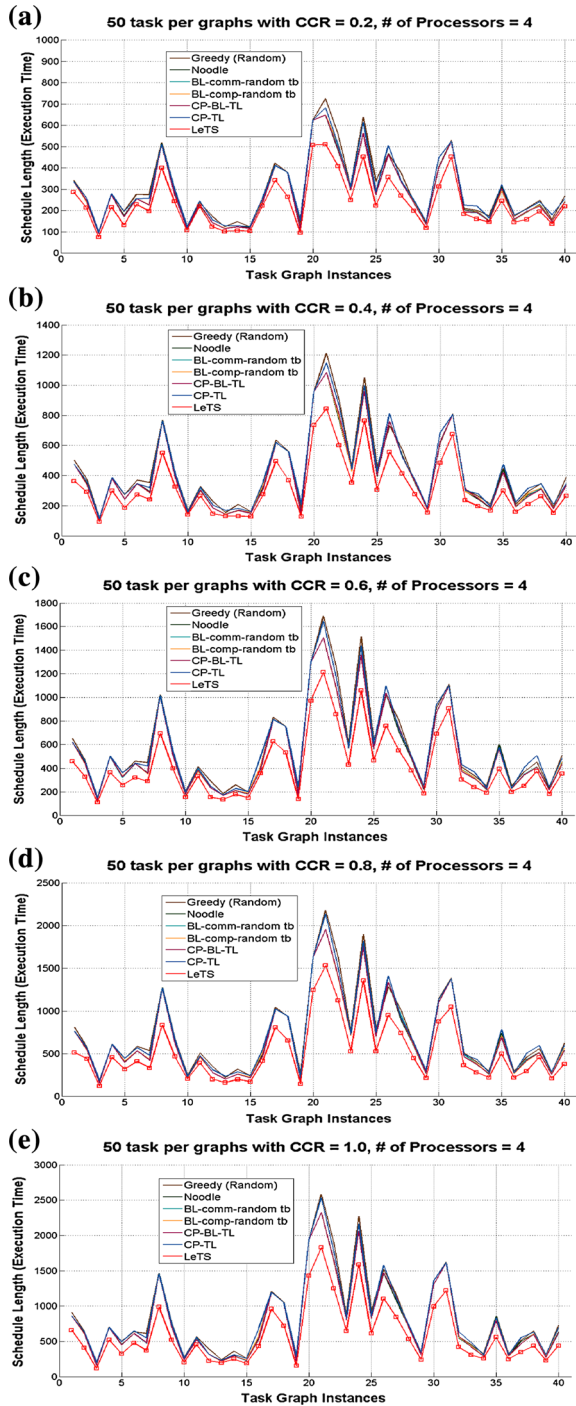 (a)
50 task per graphs with CCR = 0.2, # of Processors = 4
Schedule Length (Execution Time)
1000
900
800
700
600
500
400
300
200
100
0
Greedy (Random)
Noodle
BL-comm-random tb
BL-comp-random tb
CP-BL-TL
CP-TL
LeTS
0 5 10 15 20 25 30 35 40
Task Graph Instances
(b)
50 task per graphs with CCR = 0.4, # of Processors = 4
Schedule Length (Execution Time)
1400
1200
1000
800
600
400
200
0
Greedy (Random)
Noodle
BL-comm-random tb
BL-comp-random tb
CP-BL-TL
CP-TL
LeTS
0 5 10 15 20 25 30 35 40
Task Graph Instances
(c)
50 task per graphs with CCR = 0.6, # of Processors = 4
Schedule Length (Execution Time)
1800
1600
1400
1200
1000
800
600
400
200
0
Greedy (Random)
Noodle
BL-comm-random tb
BL-comp-random tb
CP-BL-TL
CP-TL
LeTS
0 5 10 15 20 25 30 35 40
Task Graph Instances
(d)
50 task per graphs with CCR = 0.8, # of Processors = 4
Schedule Length (Execution Time)
2500
2000
1500
1000
500
0
Greedy (Random)
Noodle
BL-comm-random tb
BL-comp-random tb
CP-BL-TL
CP-TL
LeTS
0 5 10 15 20 25 30 35 40
Task Graph Instances
(e)
50 task per graphs with CCR = 1.0, # of Processors = 4
Schedule Length (Execution Time)
3000
2500
2000
1500
1000
500
0
Greedy (Random)
Noodle
BL-comm-random tb
BL-comp-random tb
CP-BL-TL
CP-TL
LeTS
0 5 10 15 20 25 30 35 40
Task Graph Instances